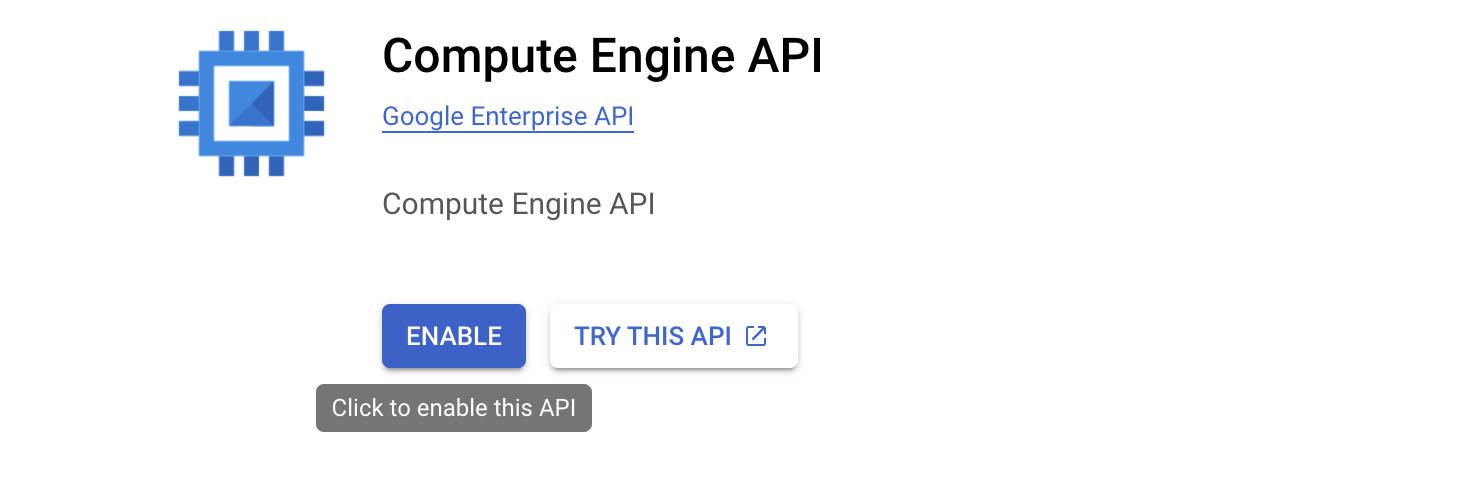 Compute Engine API
Google Enterprise API
Compute Engine API
ENABLE TRY THIS API
Click to enable this API